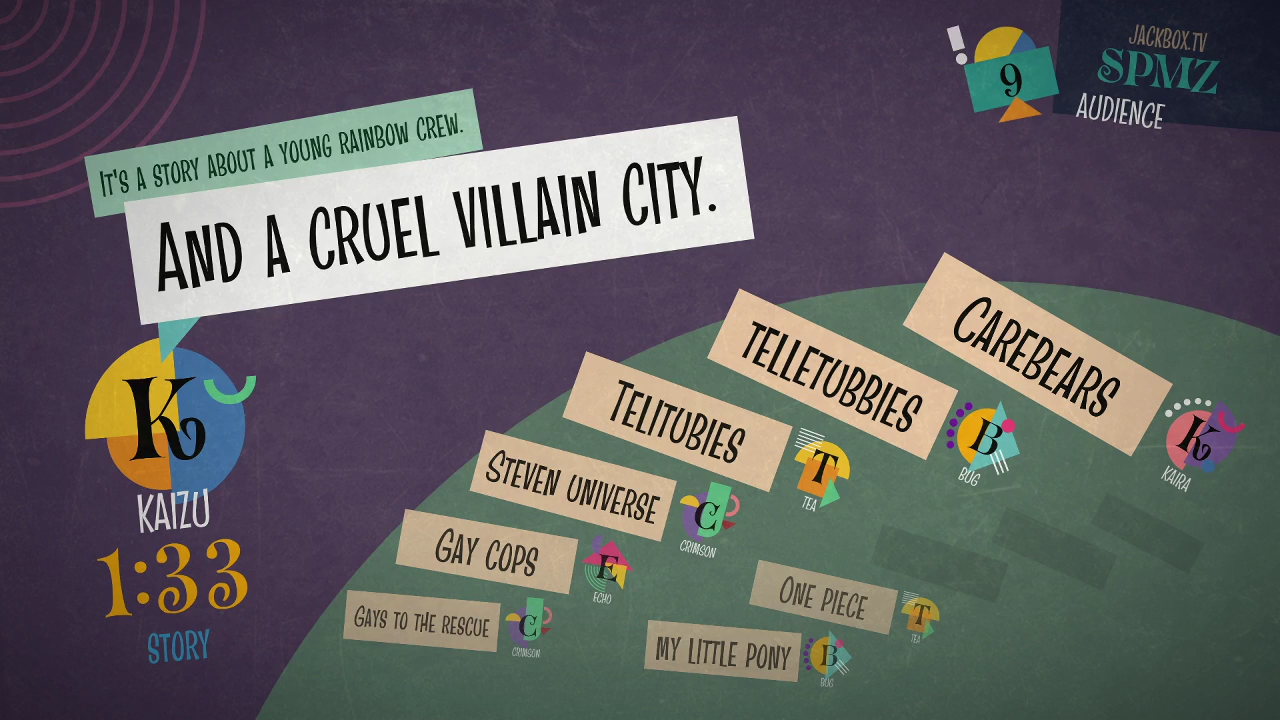 JACKBOX.TV
SPMZ
9
AUDIENCE
It's a story about a young rainbow crew.
And a cruel villain city.
K
KAIZU
1:33
STORY
Carebears
K
KAIRA
telletubbies
B
BUG
Telitubies
T
TEA
Steven universe
C
CRIMSON
Gay cops
E
ECHO
Gays to the rescue
C
CRIMSON
One piece
T
TEA
my little pony
B
BUG